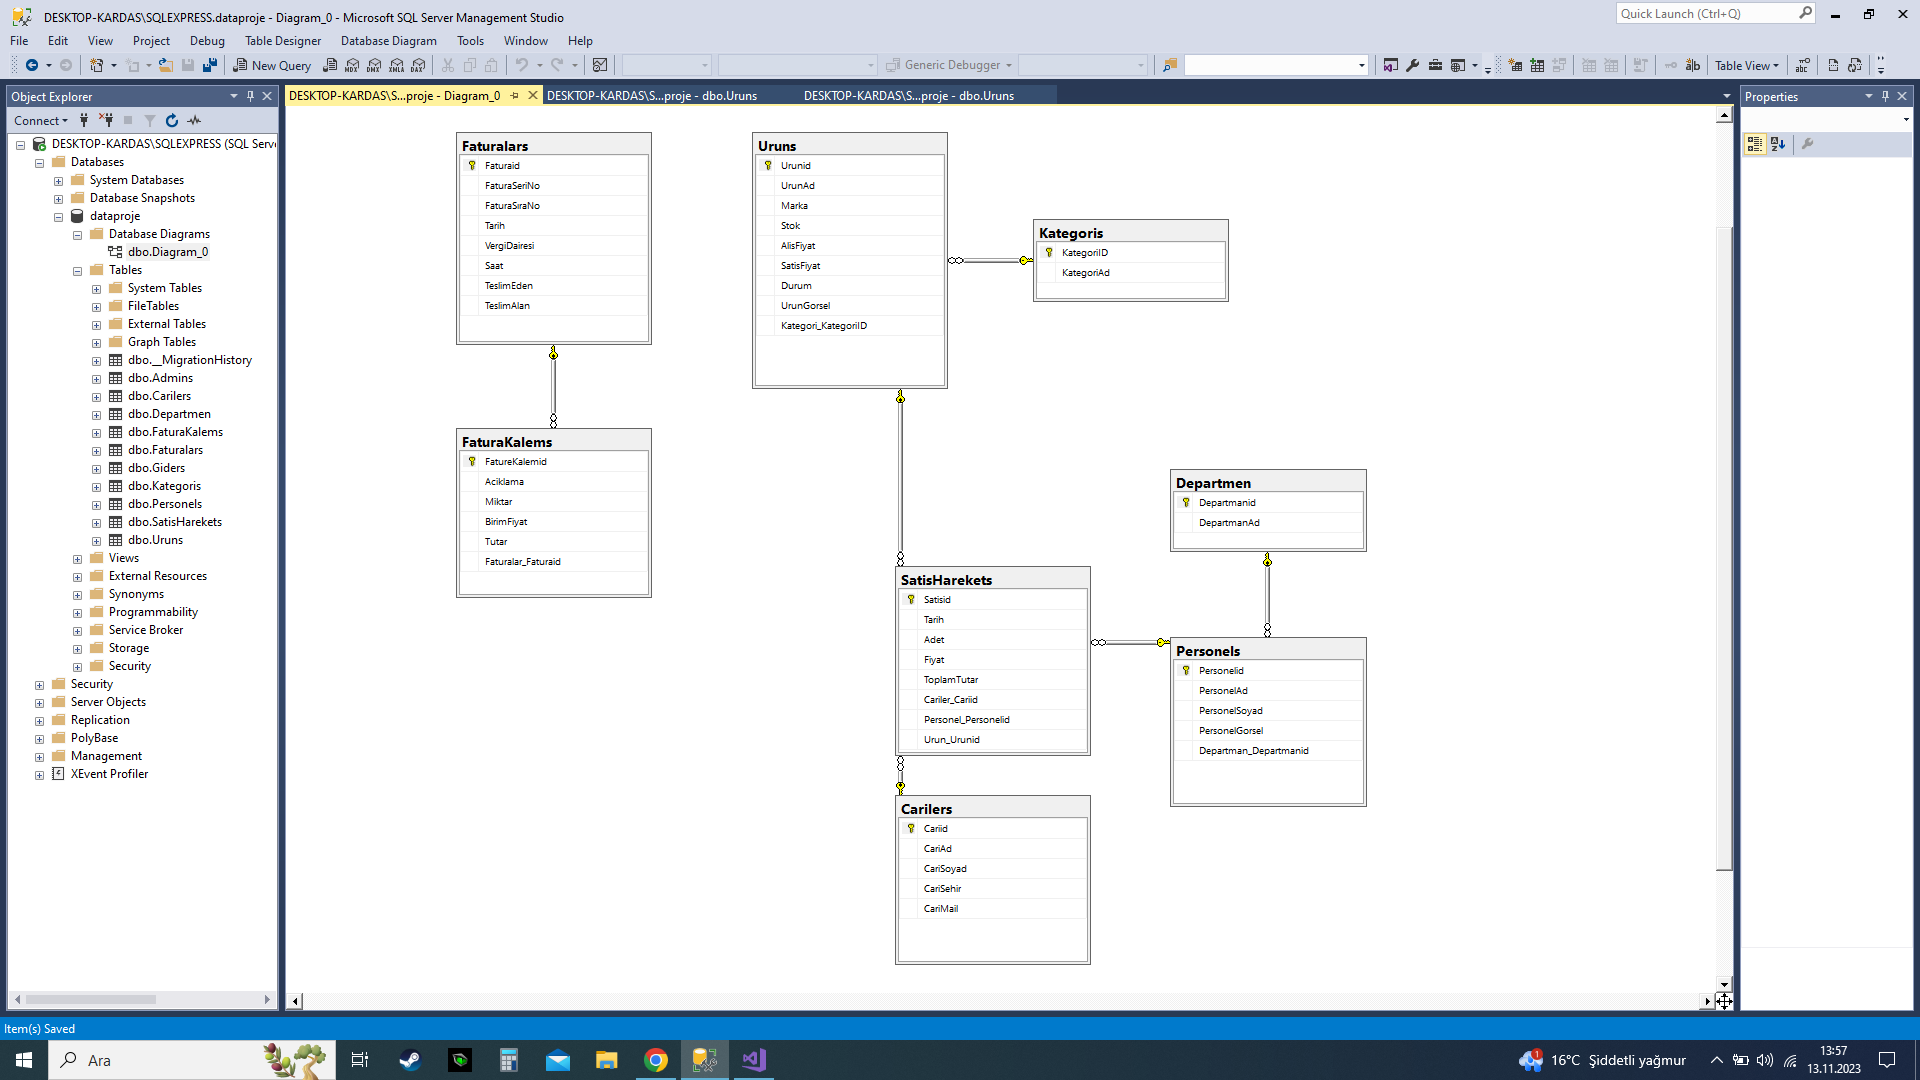 DESKTOP-KARDAS\SQLEXPRESS.dataproje - Diagram_0 - Microsoft SQL Server Management Studio
Quick Launch (Ctrl+Q)
File Edit View Project Debug Table Designer Database Diagram Tools Window Help
New Query
MDX DMX XMLA DAX
Generic Debugger
Table View
Object Explorer
Connect
DESKTOP-KARDAS\SQLEXPRESS (SQL Serv
Databases
System Databases
Database Snapshots
dataproje
Database Diagrams
dbo.Diagram_0
Tables
System Tables
FileTables
External Tables
Graph Tables
dbo.__MigrationHistory
dbo.Admins
dbo.Carilers
dbo.Departmen
dbo.FaturaKalems
dbo.Faturalars
dbo.Giders
dbo.Kategoris
dbo.Personels
dbo.SatisHarekets
dbo.Uruns
Views
External Resources
Synonyms
Programmability
Service Broker
Storage
Security
Security
Server Objects
Replication
PolyBase
Management
XEvent Profiler
DESKTOP-KARDAS\S...proje - Diagram_0
DESKTOP-KARDAS\S...proje - dbo.Uruns
DESKTOP-KARDAS\S...proje - dbo.Uruns
Faturalars
Faturaid
FaturaSeriNo
FaturaSıraNo
Tarih
VergiDairesi
Saat
TeslimEden
TeslimAlan
FaturaKalems
FatureKalemid
Aciklama
Miktar
BirimFiyat
Tutar
Faturalar_Faturaid
Uruns
Urunid
UrunAd
Marka
Stok
AlisFiyat
SatisFiyat
Durum
UrunGorsel
Kategori_KategoriID
Kategoris
KategoriID
KategoriAd
SatisHarekets
Satisid
Tarih
Adet
Fiyat
ToplamTutar
Cariler_Cariid
Personel_Personelid
Urun_Urunid
Departmen
Departmanid
DepartmanAd
Personels
Personelid
PersonelAd
PersonelSoyad
PersonelGorsel
Departman_Departmanid
Carilers
Cariid
CariAd
CariSoyad
CariSehir
CariMail
Properties
Item(s) Saved
Ara
1
16°C Şiddetli yağmur
13:57
13.11.2023